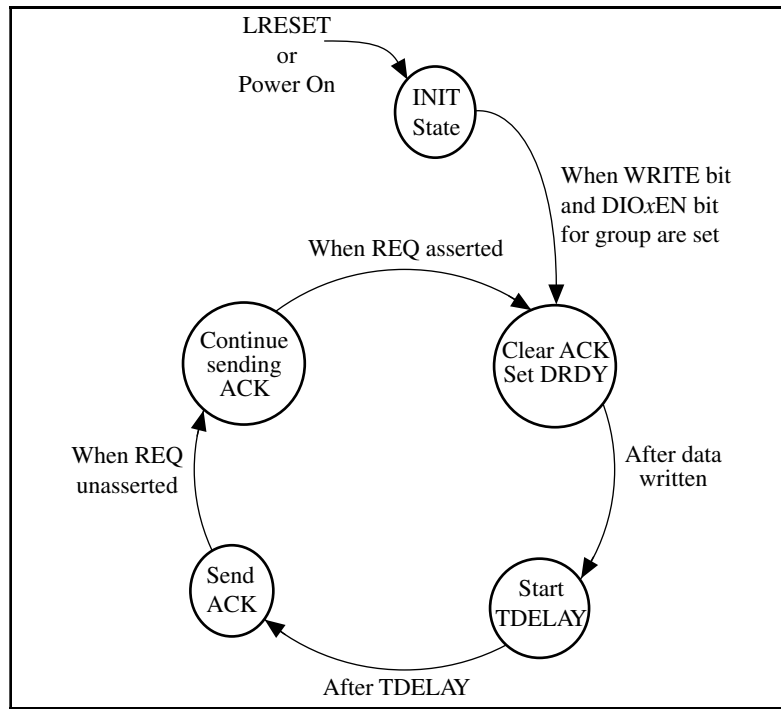 LRESET
or
Power On
INIT
State
When WRITE bit
and DIOxEN bit
for group are set
When REQ asserted
Continue
sending
ACK
Clear ACK
Set DRDY
When REQ
unasserted
After data
written
Send
ACK
Start
TDELAY
After TDELAY